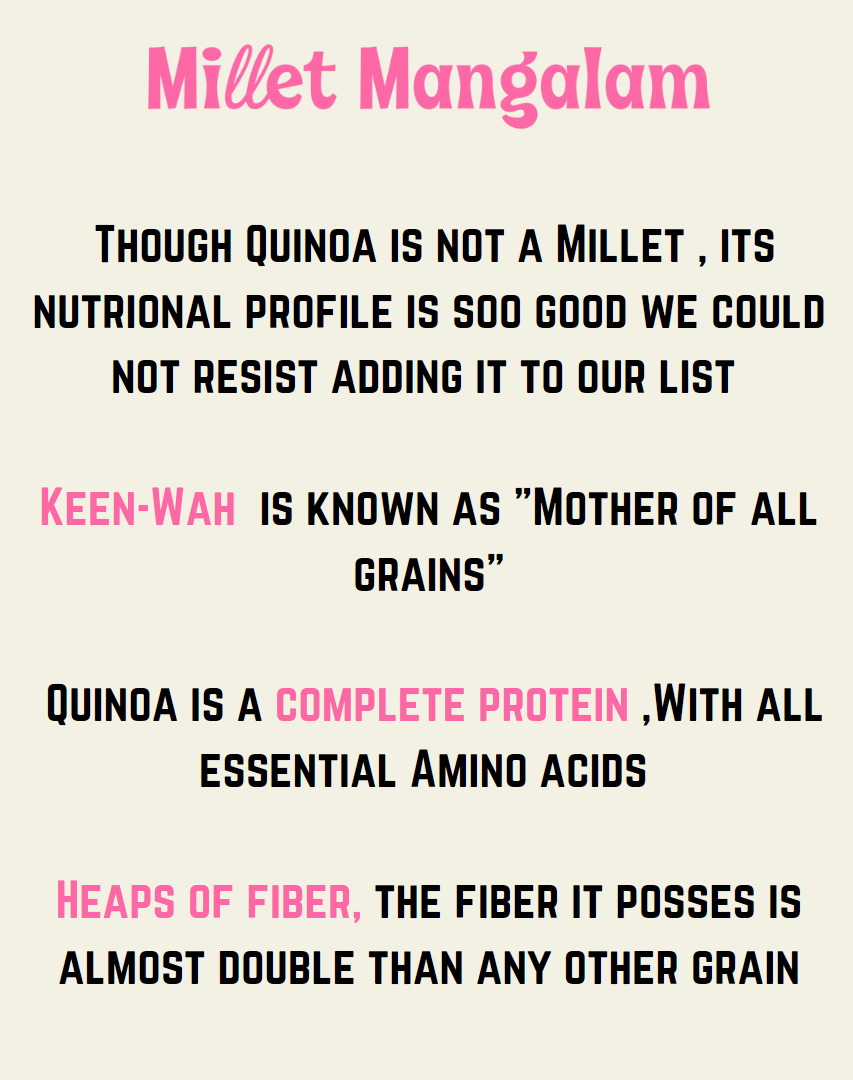 Millet Mangalam
Though Quinoa is not a Millet , its
nutrional profile is soo good we could
not resist adding it to our list
Keen-Wah is known as ”Mother of all
grains”
Quinoa is a complete protein ,With all
essential Amino acids
Heaps of fiber, the fiber it posses is
almost double than any other grain